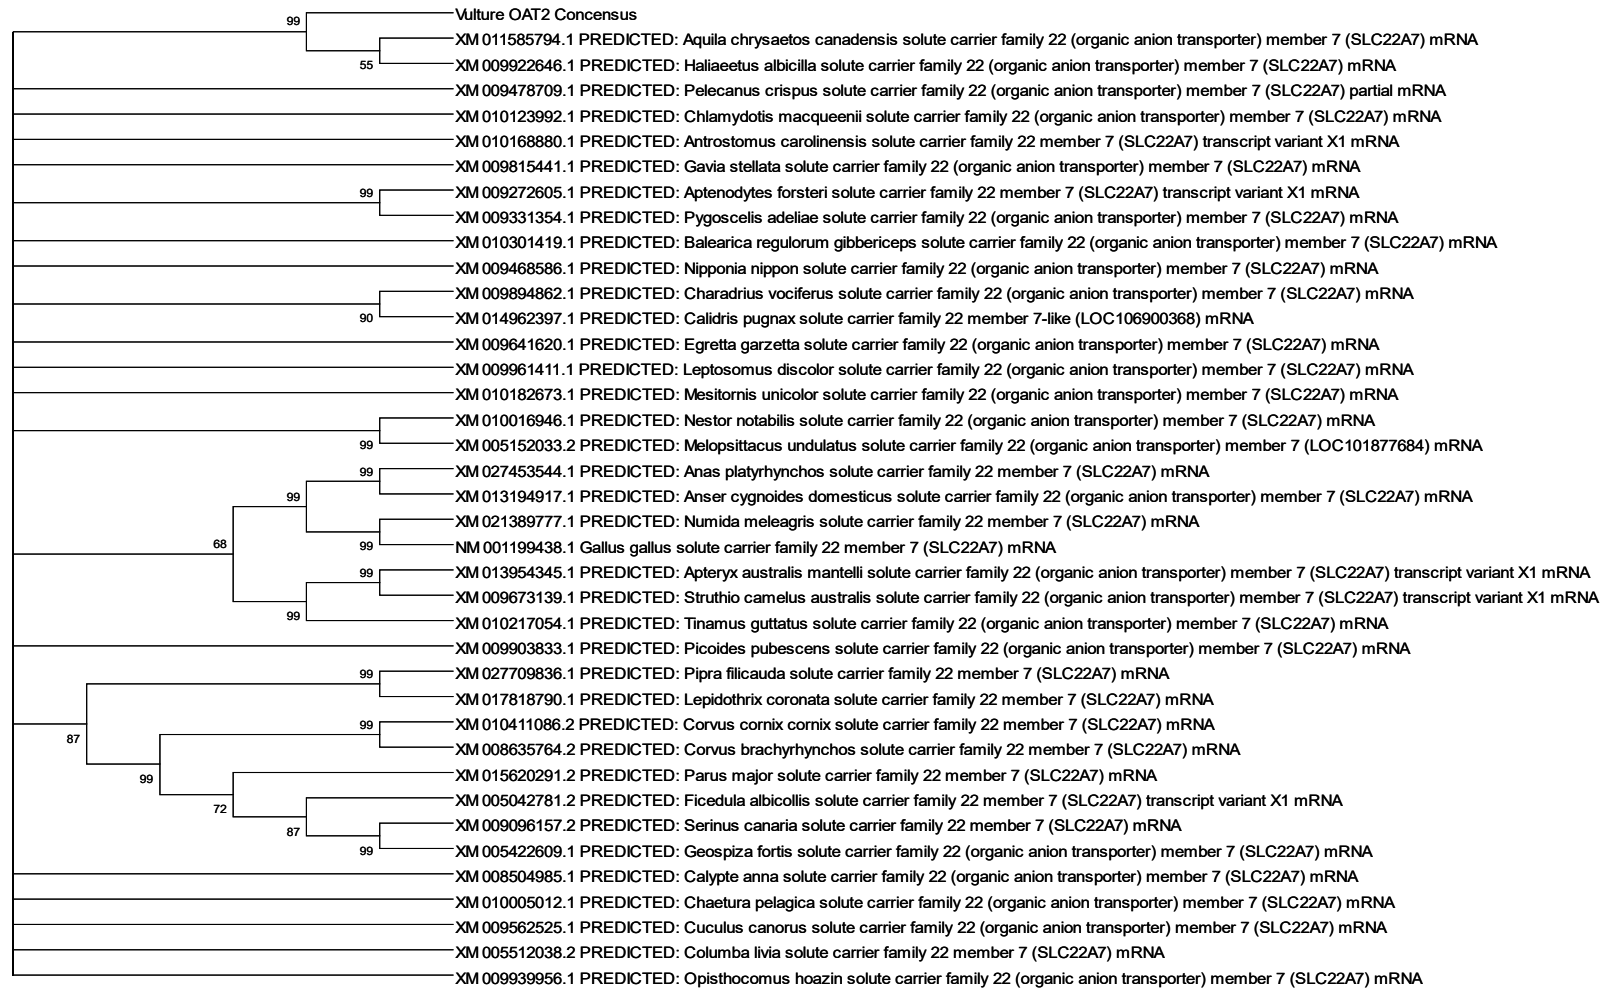 99
Vulture OAT2 Concensus
XM 011585794.1 PREDICTED: Aquila chrysaetos canadensis solute carrier family 22 (organic anion transporter) member 7 (SLC22A7) mRNA
55
XM 009922646.1 PREDICTED: Haliaeetus albicilla solute carrier family 22 (organic anion transporter) member 7 (SLC22A7) mRNA
XM 009478709.1 PREDICTED: Pelecanus crispus solute carrier family 22 (organic anion transporter) member 7 (SLC22A7) partial mRNA
XM 010123992.1 PREDICTED: Chlamydotis macqueenii solute carrier family 22 (organic anion transporter) member 7 (SLC22A7) mRNA
XM 010168880.1 PREDICTED: Antrostomus carolinensis solute carrier family 22 member 7 (SLC22A7) transcript variant X1 mRNA
XM 009815441.1 PREDICTED: Gavia stellata solute carrier family 22 (organic anion transporter) member 7 (SLC22A7) mRNA
99
XM 009272605.1 PREDICTED: Aptenodytes forsteri solute carrier family 22 member 7 (SLC22A7) transcript variant X1 mRNA
XM 009331354.1 PREDICTED: Pygoscelis adeliae solute carrier family 22 (organic anion transporter) member 7 (SLC22A7) mRNA
XM 010301419.1 PREDICTED: Balearica regulorum gibbericeps solute carrier family 22 (organic anion transporter) member 7 (SLC22A7) mRNA
XM 009468586.1 PREDICTED: Nipponia nippon solute carrier family 22 (organic anion transporter) member 7 (SLC22A7) mRNA
XM 009894862.1 PREDICTED: Charadrius vociferus solute carrier family 22 (organic anion transporter) member 7 (SLC22A7) mRNA
90
XM 014962397.1 PREDICTED: Calidris pugnax solute carrier family 22 member 7-like (LOC106900368) mRNA
XM 009641620.1 PREDICTED: Egretta garzetta solute carrier family 22 (organic anion transporter) member 7 (SLC22A7) mRNA
XM 009961411.1 PREDICTED: Leptosomus discolor solute carrier family 22 (organic anion transporter) member 7 (SLC22A7) mRNA
XM 010182673.1 PREDICTED: Mesitornis unicolor solute carrier family 22 (organic anion transporter) member 7 (SLC22A7) mRNA
XM 010016946.1 PREDICTED: Nestor notabilis solute carrier family 22 (organic anion transporter) member 7 (SLC22A7) mRNA
99
XM 005152033.2 PREDICTED: Melopsittacus undulatus solute carrier family 22 (organic anion transporter) member 7 (LOC101877684) mRNA
99
XM 027453544.1 PREDICTED: Anas platyrhynchos solute carrier family 22 member 7 (SLC22A7) mRNA
99
XM 013194917.1 PREDICTED: Anser cygnoides domesticus solute carrier family 22 (organic anion transporter) member 7 (SLC22A7) mRNA
XM 021389777.1 PREDICTED: Numida meleagris solute carrier family 22 member 7 (SLC22A7) mRNA
68
99
NM 001199438.1 Gallus gallus solute carrier family 22 member 7 (SLC22A7) mRNA
99
XM 013954345.1 PREDICTED: Apteryx australis mantelli solute carrier family 22 (organic anion transporter) member 7 (SLC22A7) transcript variant X1 mRNA
XM 009673139.1 PREDICTED: Struthio camelus australis solute carrier family 22 (organic anion transporter) member 7 (SLC22A7) transcript variant X1 mRNA
99
XM 010217054.1 PREDICTED: Tinamus guttatus solute carrier family 22 (organic anion transporter) member 7 (SLC22A7) mRNA
XM 009903833.1 PREDICTED: Picoides pubescens solute carrier family 22 (organic anion transporter) member 7 (SLC22A7) mRNA
99
XM 027709836.1 PREDICTED: Pipra filicauda solute carrier family 22 member 7 (SLC22A7) mRNA
XM 017818790.1 PREDICTED: Lepidothrix coronata solute carrier family 22 member 7 (SLC22A7) mRNA
99
XM 010411086.2 PREDICTED: Corvus cornix cornix solute carrier family 22 member 7 (SLC22A7) mRNA
87
XM 008635764.2 PREDICTED: Corvus brachyrhynchos solute carrier family 22 member 7 (SLC22A7) mRNA
99
XM 015620291.2 PREDICTED: Parus major solute carrier family 22 member 7 (SLC22A7) mRNA
72
XM 005042781.2 PREDICTED: Ficedula albicollis solute carrier family 22 member 7 (SLC22A7) transcript variant X1 mRNA
87
XM 009096157.2 PREDICTED: Serinus canaria solute carrier family 22 member 7 (SLC22A7) mRNA
99
XM 005422609.1 PREDICTED: Geospiza fortis solute carrier family 22 (organic anion transporter) member 7 (SLC22A7) mRNA
XM 008504985.1 PREDICTED: Calypte anna solute carrier family 22 (organic anion transporter) member 7 (SLC22A7) mRNA
XM 010005012.1 PREDICTED: Chaetura pelagica solute carrier family 22 (organic anion transporter) member 7 (SLC22A7) mRNA
XM 009562525.1 PREDICTED: Cuculus canorus solute carrier family 22 (organic anion transporter) member 7 (SLC22A7) mRNA
XM 005512038.2 PREDICTED: Columba livia solute carrier family 22 member 7 (SLC22A7) mRNA
XM 009939956.1 PREDICTED: Opisthocomus hoazin solute carrier family 22 (organic anion transporter) member 7 (SLC22A7) mRNA